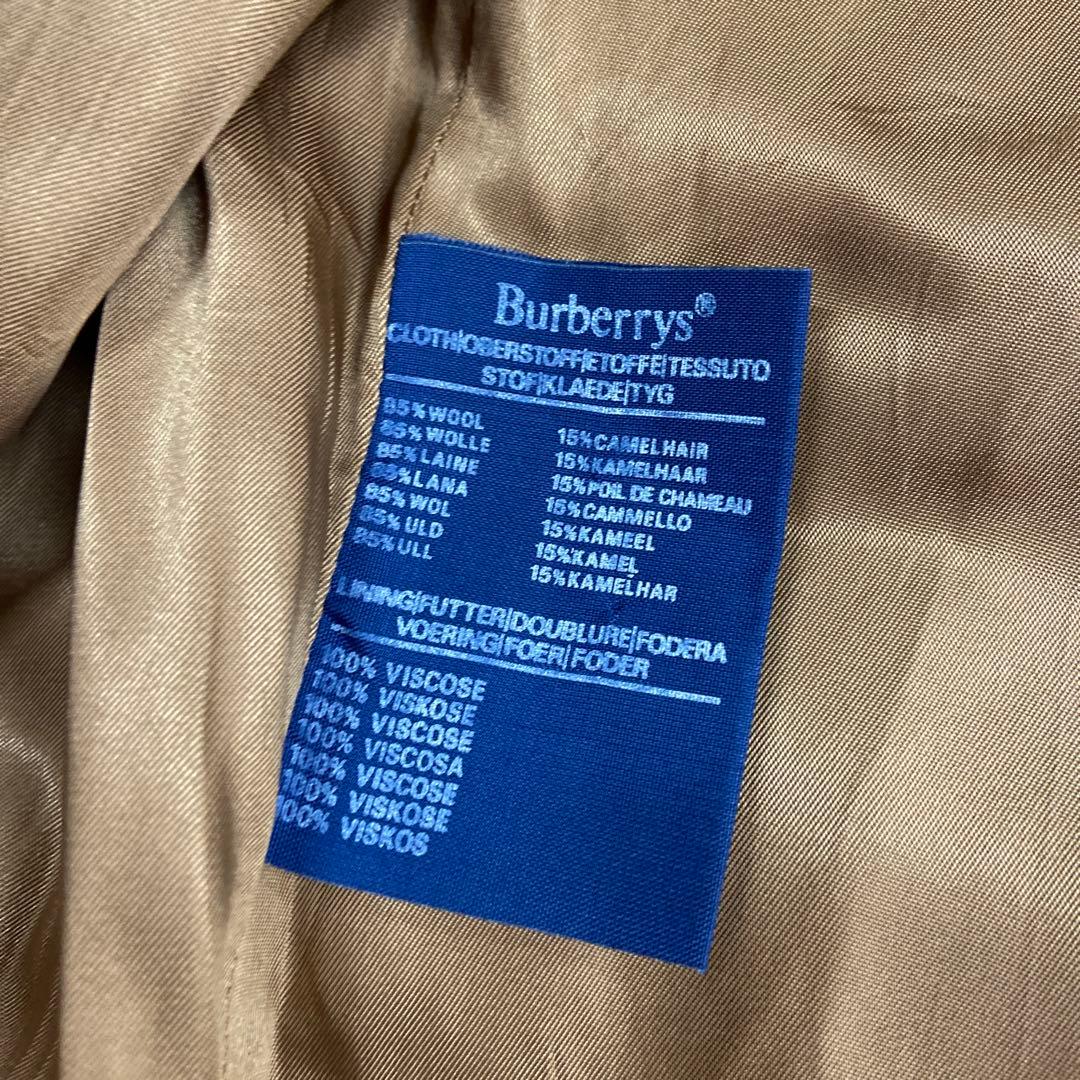 Burberrys®
CLOTH|OBERSTOFF|ETOFFE|TESSUTO
STOF|KLAEDE|TYG
85% WOOL 15% CAMELHAIR
85% WOLLE 15% KAMELHAAR
85% LAINE 15% POIL DE CHAMEAU
85% LANA 15% CAMMELLO
85% WOL 15% KAMEEL
85% ULD 15% KAMEL
85% ULL 15% KAMELHAR
LINING|FUTTER|DOUBLURE|FODERA
VOERING|FOER|FODER
100% VISCOSE
100% VISKOSE
100% VISCOSE
100% VISCOSA
100% VISCOSE
100% VISKOSE
100% VISKOS